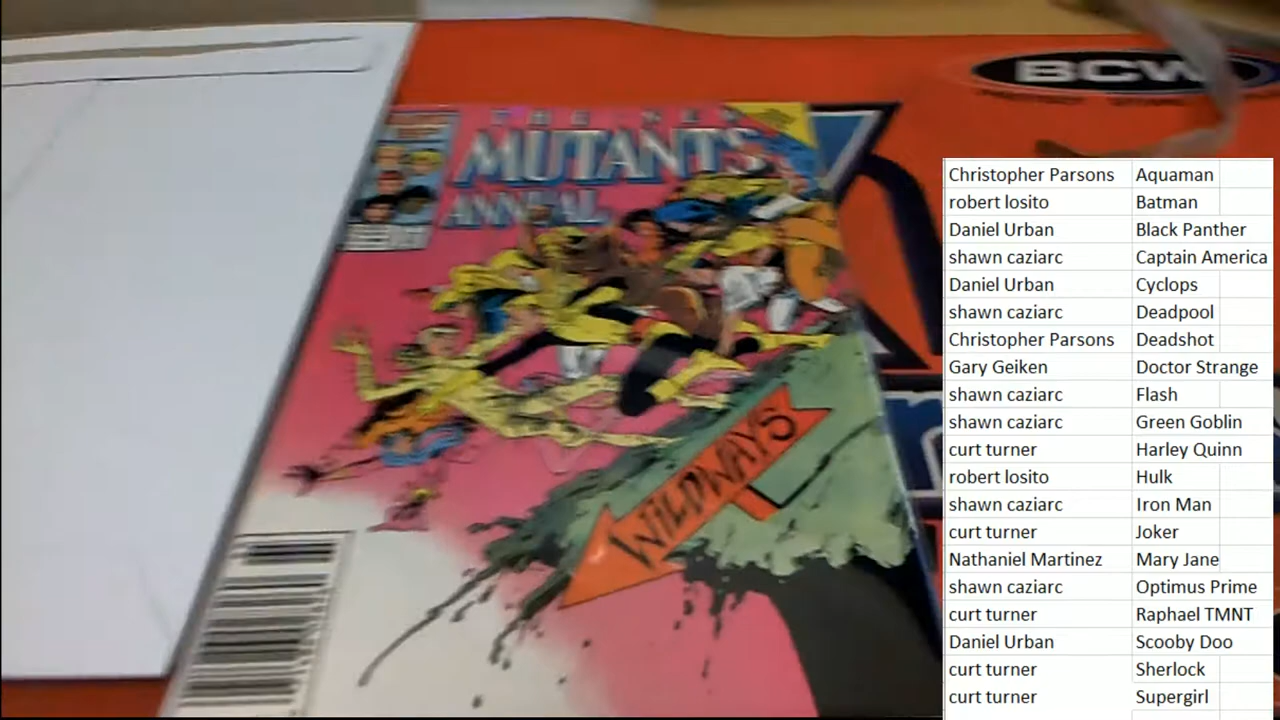 BCW
THE NEW
MUTANTS
ANNUAL
WILDWAYS
Christopher Parsons Aquaman
robert losito Batman
Daniel Urban Black Panther
shawn caziarc Captain America
Daniel Urban Cyclops
shawn caziarc Deadpool
Christopher Parsons Deadshot
Gary Geiken Doctor Strange
shawn caziarc Flash
shawn caziarc Green Goblin
curt turner Harley Quinn
robert losito Hulk
shawn caziarc Iron Man
curt turner Joker
Nathaniel Martinez Mary Jane
shawn caziarc Optimus Prime
curt turner Raphael TMNT
Daniel Urban Scooby Doo
curt turner Sherlock
curt turner Supergirl